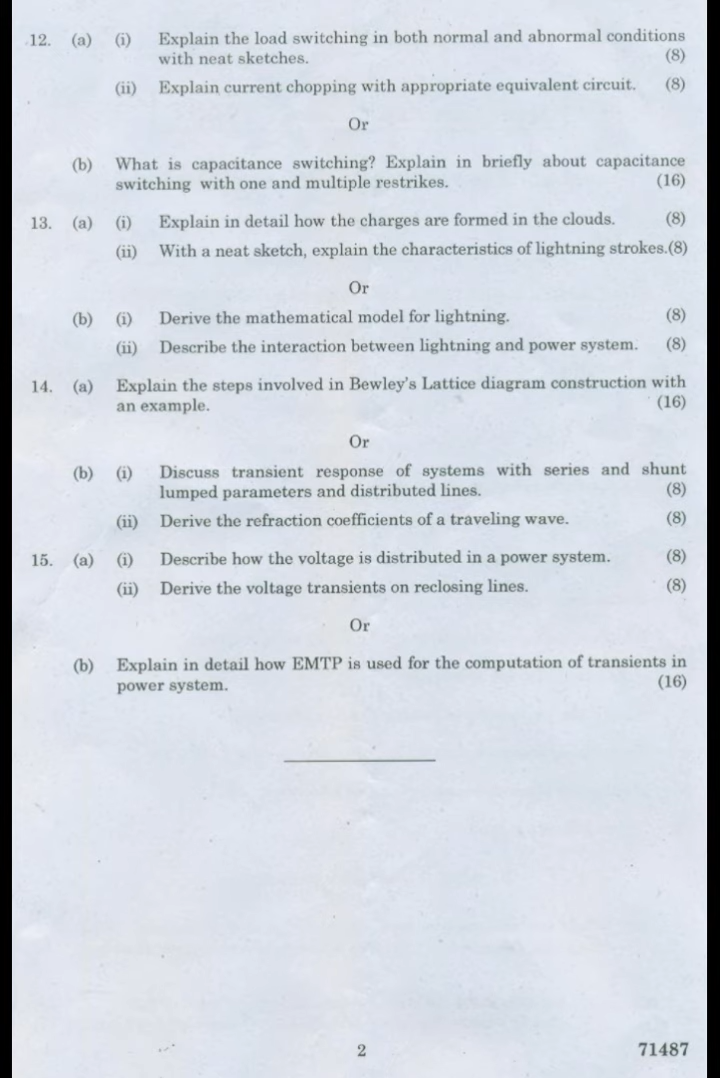 12. (a) (i) Explain the load switching in both normal and abnormal conditions
with neat sketches. (8)
(ii) Explain current chopping with appropriate equivalent circuit. (8)
Or
(b) What is capacitance switching? Explain in briefly about capacitance
switching with one and multiple restrikes. (16)
13. (a) (i) Explain in detail how the charges are formed in the clouds. (8)
(ii) With a neat sketch, explain the characteristics of lightning strokes.(8)
Or
(b) (i) Derive the mathematical model for lightning. (8)
(ii) Describe the interaction between lightning and power system. (8)
14. (a) Explain the steps involved in Bewley's Lattice diagram construction with
an example. (16)
Or
(b) (i) Discuss transient response of systems with series and shunt
lumped parameters and distributed lines. (8)
(ii) Derive the refraction coefficients of a traveling wave. (8)
15. (a) (i) Describe how the voltage is distributed in a power system. (8)
(ii) Derive the voltage transients on reclosing lines. (8)
Or
(b) Explain in detail how EMTP is used for the computation of transients in
power system. (16)
2 71487